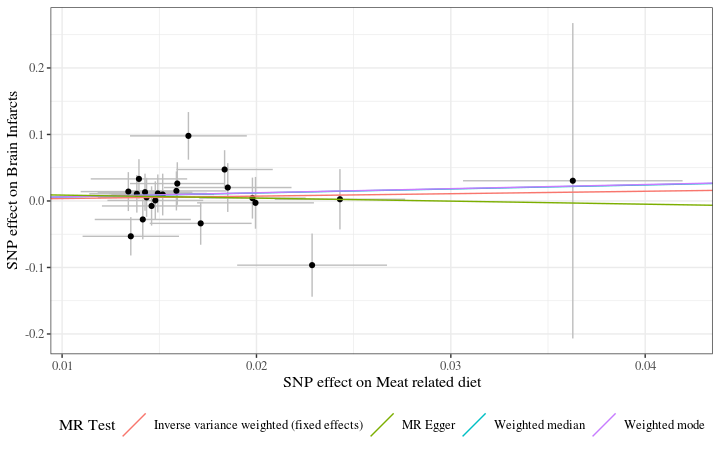 SNP effect on Brain Infarcts
0.2
0.1
0.0
-0.1
-0.2
0.01 0.02 0.03 0.04
SNP effect on Meat related diet
MR Test Inverse variance weighted (fixed effects) MR Egger Weighted median Weighted mode